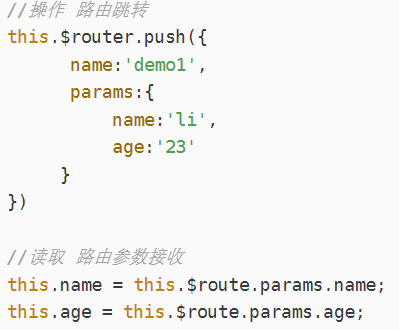 //操作 路由跳转
this.$router.push({
      name:'demo1',
      params:{
          name:'li',
          age:'23'
     }
})

//读取 路由参数接收
this.name = this.$route.params.name;
this.age = this.$route.params.age;